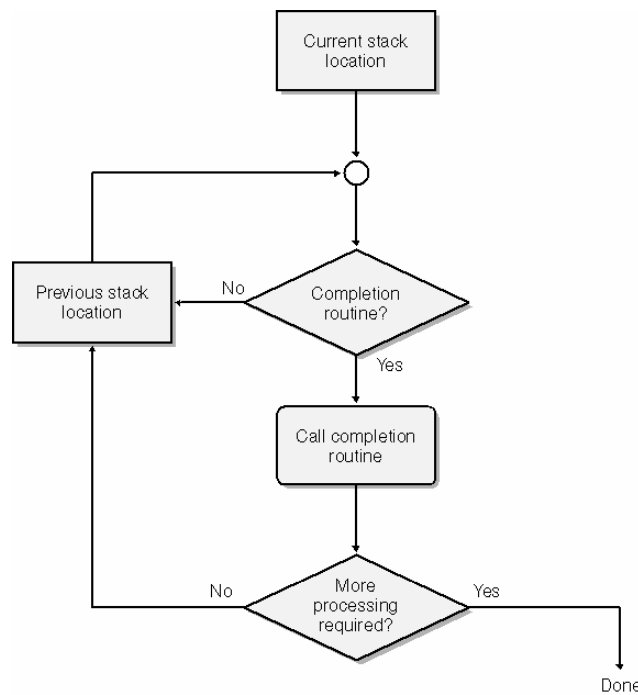 Current stack
location
Previous stack
location
No
Completion
routine?
Yes
Call completion
routine
No
More
processing
required?
Yes
Done